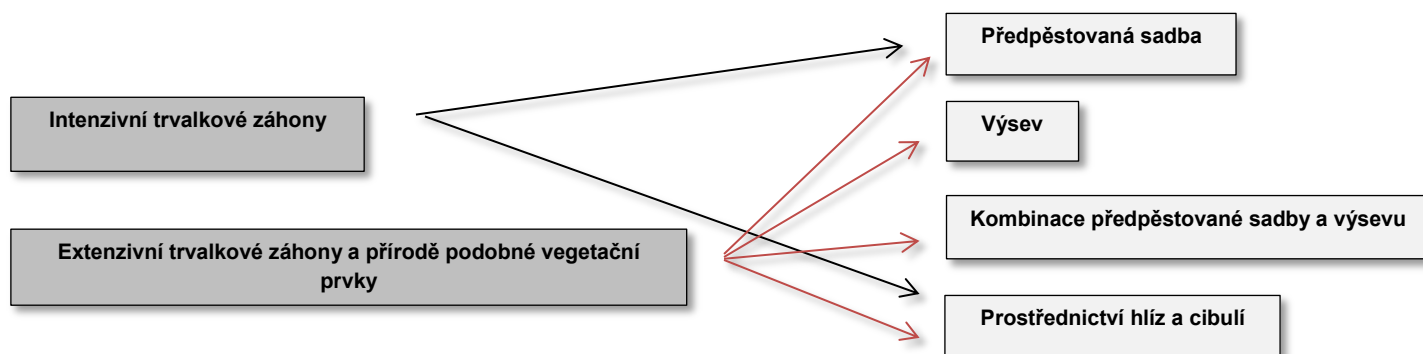 Předpěstovaná sadba
Intenzivní trvalkové záhony
Výsev
Extenzivní trvalkové záhony a přírodě podobné vegetační
prvky
Kombinace předpěstované sadby a výsevu
Prostřednictví hlíz a cibulí